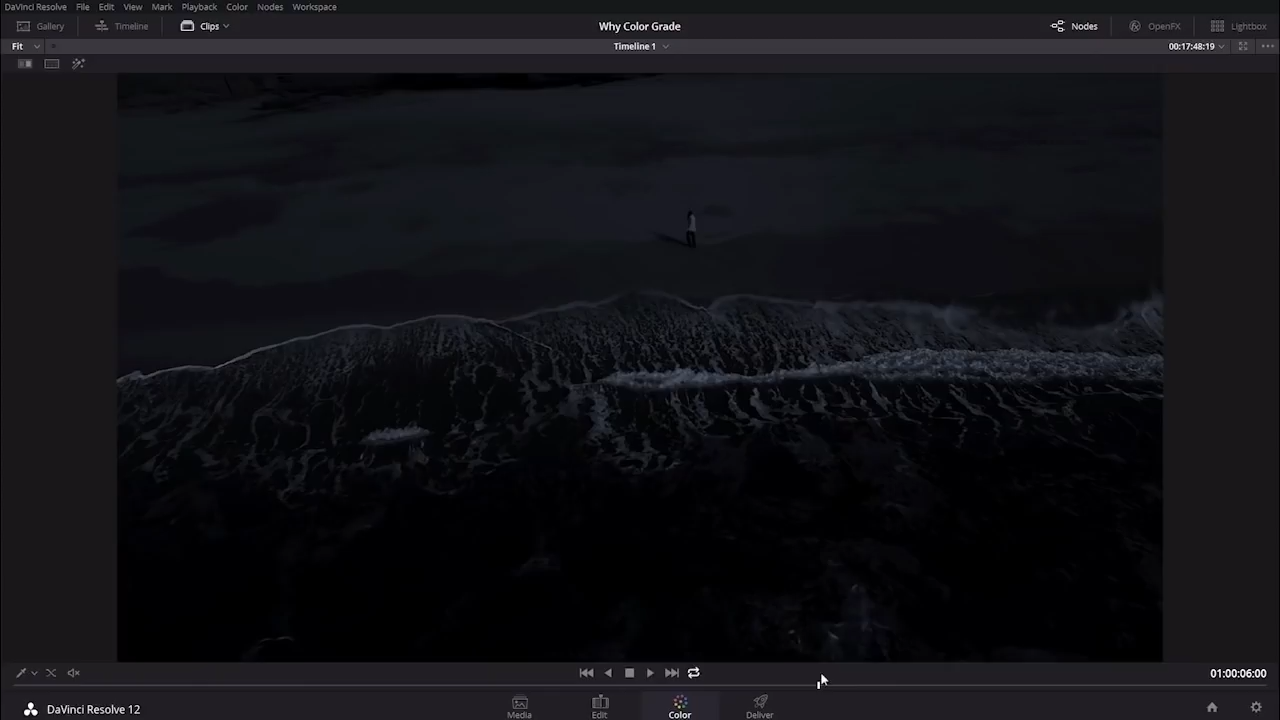 DaVinci Resolve File Edit View Mark Playback Color Nodes Workspace
Gallery Timeline Clips Why Color Grade Nodes OpenFX Lightbox
Fit Timeline 1 00:17:48:19
01:00:06:00
DaVinci Resolve 12 Media Edit Color Deliver